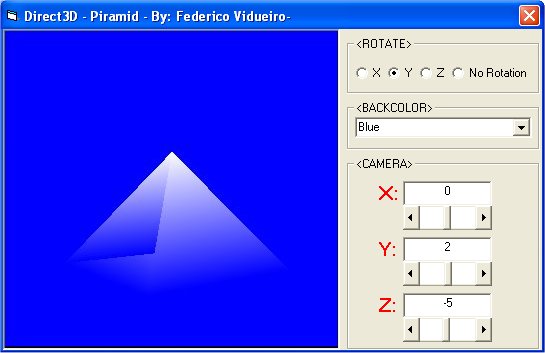 Direct3D - Piramid - By: Federico Vidueiro-
<ROTATE>
X Y Z No Rotation
<BACKCOLOR>
Blue
<CAMERA>
X: 0
Y: 2
Z: -5